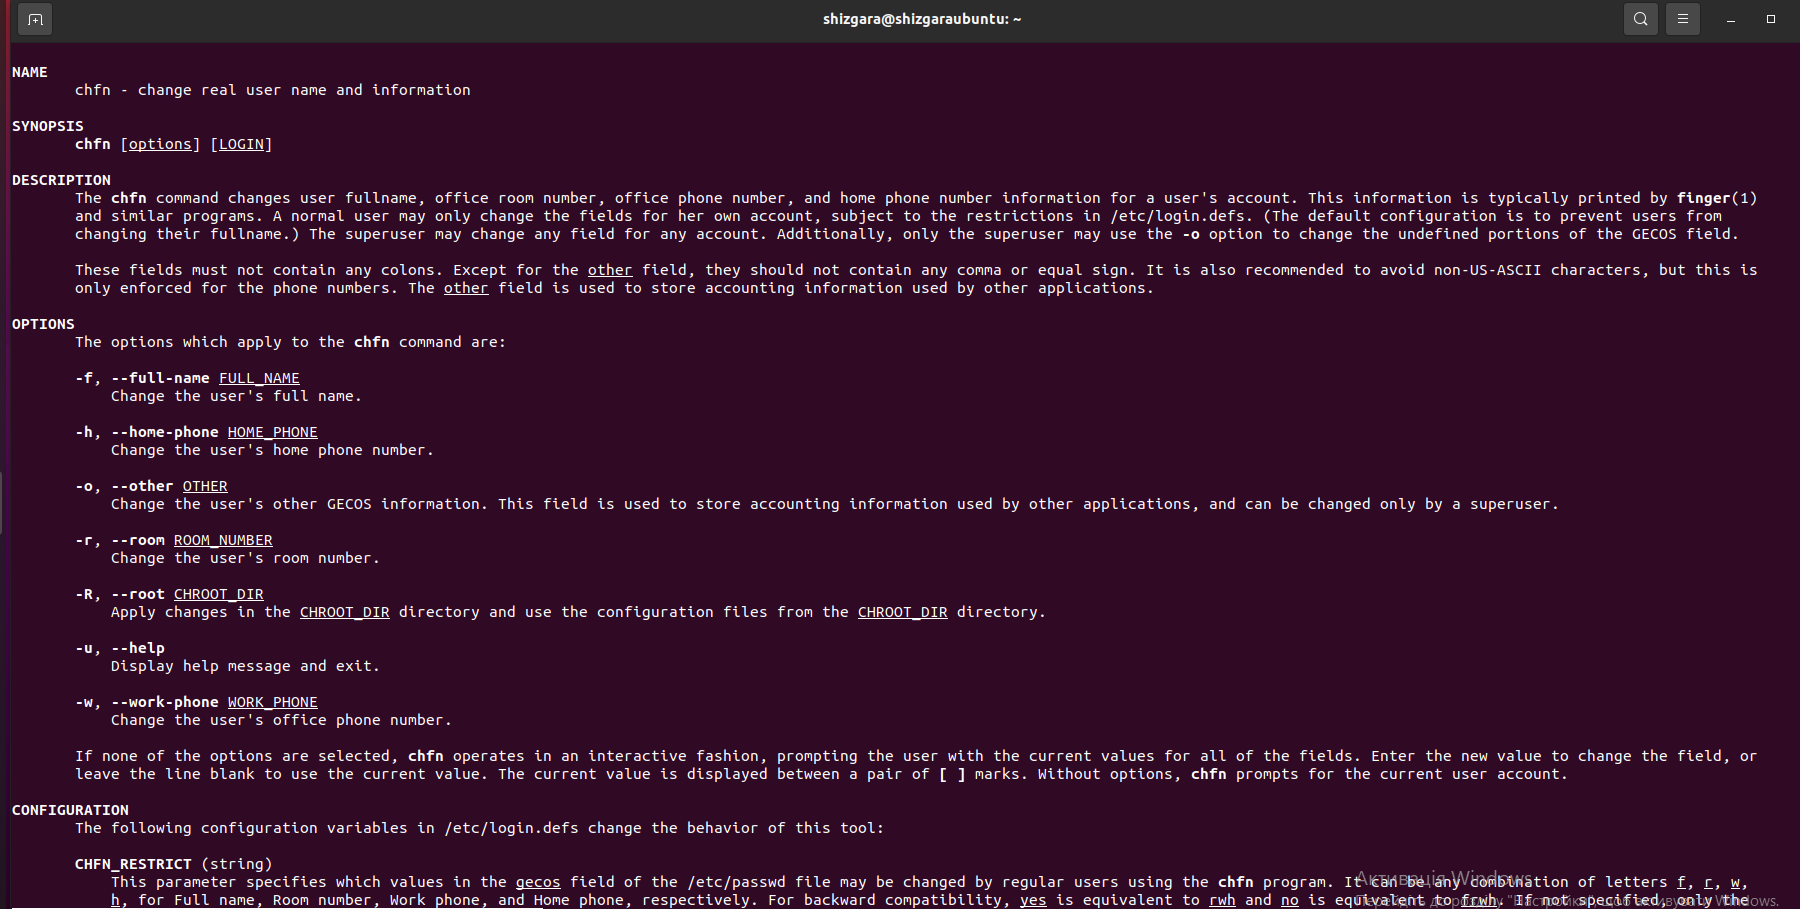 shizgara@shizgaraubuntu: ~
NAME
chfn - change real user name and information
SYNOPSIS
chfn [options] [LOGIN]
DESCRIPTION
The chfn command changes user fullname, office room number, office phone number, and home phone number information for a user's account. This information is typically printed by finger(1)
and similar programs. A normal user may only change the fields for her own account, subject to the restrictions in /etc/login.defs. (The default configuration is to prevent users from
changing their fullname.) The superuser may change any field for any account. Additionally, only the superuser may use the -o option to change the undefined portions of the GECOS field.
These fields must not contain any colons. Except for the other field, they should not contain any comma or equal sign. It is also recommended to avoid non-US-ASCII characters, but this is
only enforced for the phone numbers. The other field is used to store accounting information used by other applications.
OPTIONS
The options which apply to the chfn command are:
-f, --full-name FULL_NAME
Change the user's full name.
-h, --home-phone HOME_PHONE
Change the user's home phone number.
-o, --other OTHER
Change the user's other GECOS information. This field is used to store accounting information used by other applications, and can be changed only by a superuser.
-r, --room ROOM_NUMBER
Change the user's room number.
-R, --root CHROOT_DIR
Apply changes in the CHROOT_DIR directory and use the configuration files from the CHROOT_DIR directory.
-u, --help
Display help message and exit.
-w, --work-phone WORK_PHONE
Change the user's office phone number.
If none of the options are selected, chfn operates in an interactive fashion, prompting the user with the current values for all of the fields. Enter the new value to change the field, or
leave the line blank to use the current value. The current value is displayed between a pair of [ ] marks. Without options, chfn prompts for the current user account.
CONFIGURATION
The following configuration variables in /etc/login.defs change the behavior of this tool:
CHFN_RESTRICT (string)
This parameter specifies which values in the gecos field of the /etc/passwd file may be changed by regular users using the chfn program. It can be any combination of letters f, r, w,
h, for Full name, Room number, Work phone, and Home phone, respectively. For backward compatibility, yes is equivalent to rwh and no is equivalent to frwh. If not specified, only the
Активація Windows
Перейдіть до розділу "Настройки", щоб активувати Windows.